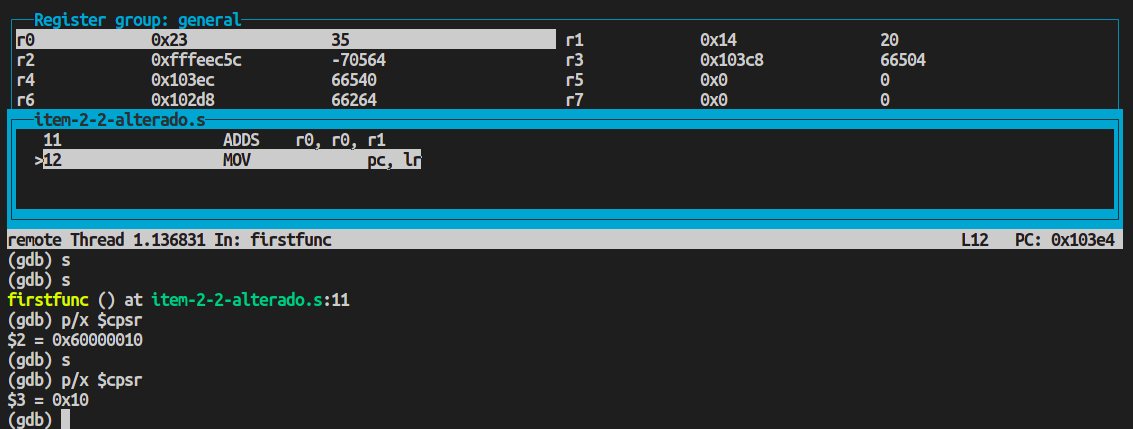 Register group: general
r0 0x23 35 r1 0x14 20
r2 0xfffeec5c -70564 r3 0x103c8 66504
r4 0x103ec 66540 r5 0x0 0
r6 0x102d8 66264 r7 0x0 0
item-2-2-alterado.s
11 ADDS r0, r0, r1
>12 MOV pc, lr
remote Thread 1.136831 In: firstfunc L12 PC: 0x103e4
(gdb) s
(gdb) s
firstfunc () at item-2-2-alterado.s:11
(gdb) p/x $cpsr
$2 = 0x60000010
(gdb) s
(gdb) p/x $cpsr
$3 = 0x10
(gdb)